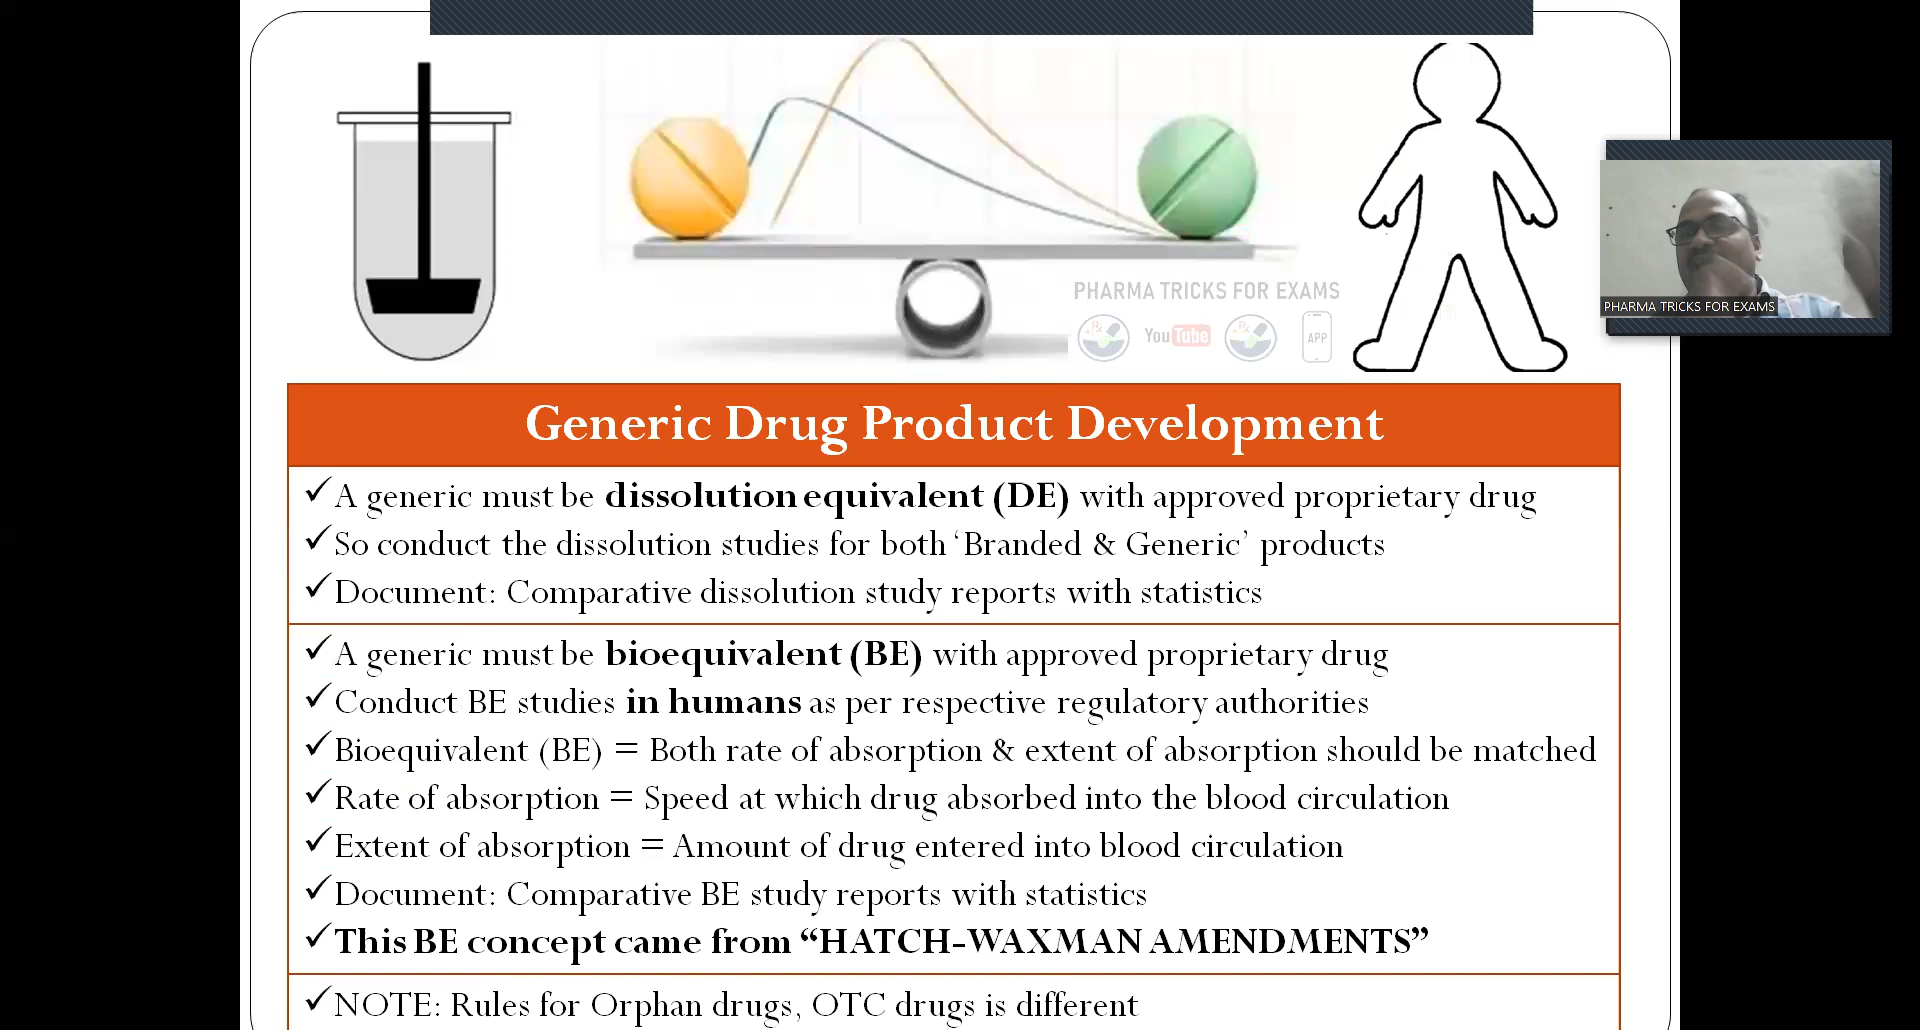 PHARMA TRICKS FOR EXAMS
YouTube
APP
PHARMA TRICKS FOR EXAMS
Generic Drug Product Development
✓A generic must be dissolution equivalent (DE) with approved proprietary drug
✓So conduct the dissolution studies for both ‘Branded & Generic’ products
✓Document: Comparative dissolution study reports with statistics
✓A generic must be bioequivalent (BE) with approved proprietary drug
✓Conduct BE studies in humans as per respective regulatory authorities
✓Bioequivalent (BE) = Both rate of absorption & extent of absorption should be matched
✓Rate of absorption = Speed at which drug absorbed into the blood circulation
✓Extent of absorption = Amount of drug entered into blood circulation
✓Document: Comparative BE study reports with statistics
✓This BE concept came from “HATCH-WAXMAN AMENDMENTS”
✓NOTE: Rules for Orphan drugs, OTC drugs is different